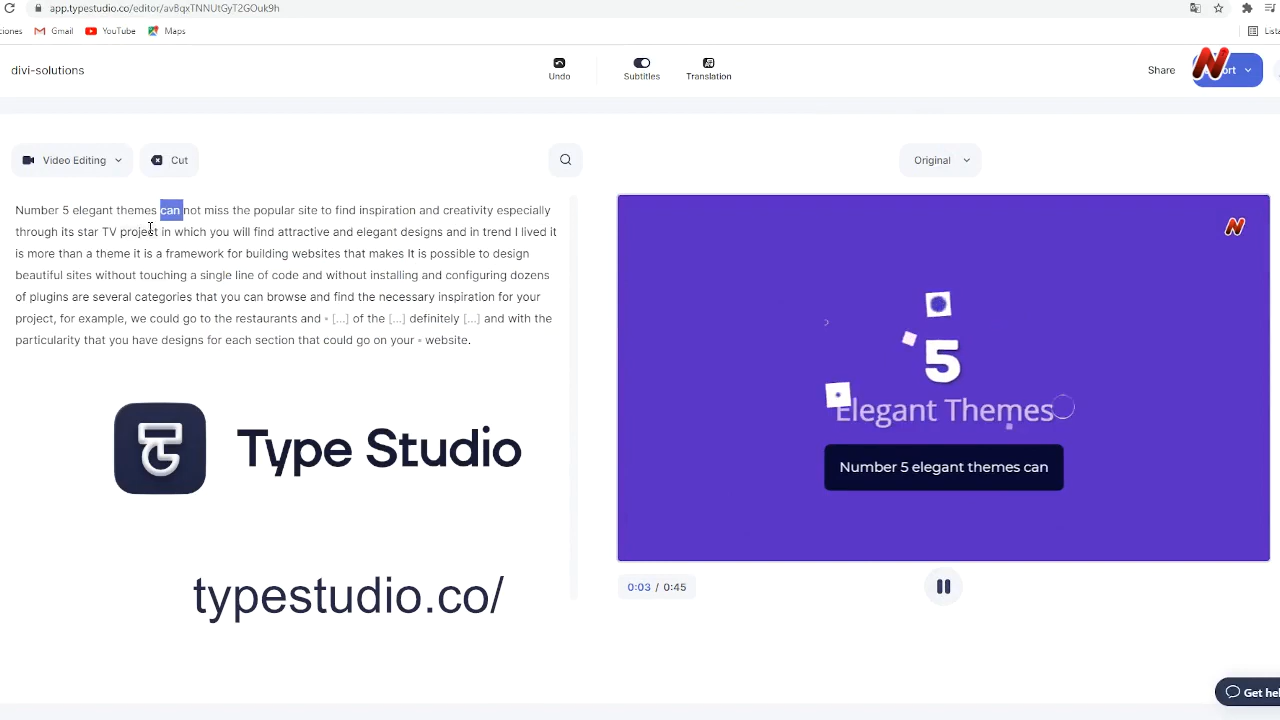 app.typestudio.co/editor/avBqxTNNUtGyT2GOuk9h
ciones Gmail YouTube Maps Lista
divi-solutions
Undo Subtitles Translation
Share
Video Editing Cut
Original
Number 5 elegant themes can not miss the popular site to find inspiration and creativity especially
through its star TV project in which you will find attractive and elegant designs and in trend I lived it
is more than a theme it is a framework for building websites that makes It is possible to design
beautiful sites without touching a single line of code and without installing and configuring dozens
of plugins are several categories that you can browse and find the necessary inspiration for your
project, for example, we could go to the restaurants and • [...] of the [...] definitely [...] and with the
particularity that you have designs for each section that could go on your • website.
N
5
Elegant Themes
Number 5 elegant themes can
Type Studio
0:03 / 0:45
typestudio.co/
Get hel